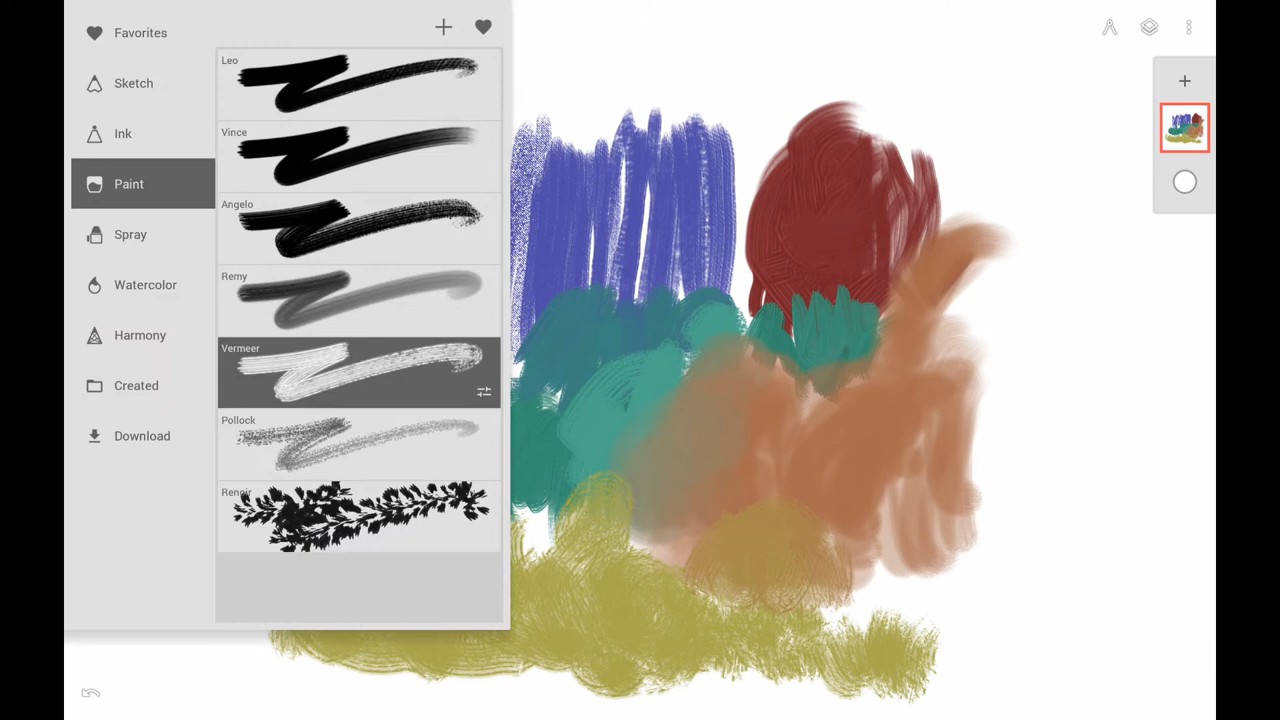 Favorites
Sketch
Ink
Paint
Spray
Watercolor
Harmony
Created
Download
Leo
Vince
Angelo
Remy
Vermeer
Pollock
Renoir